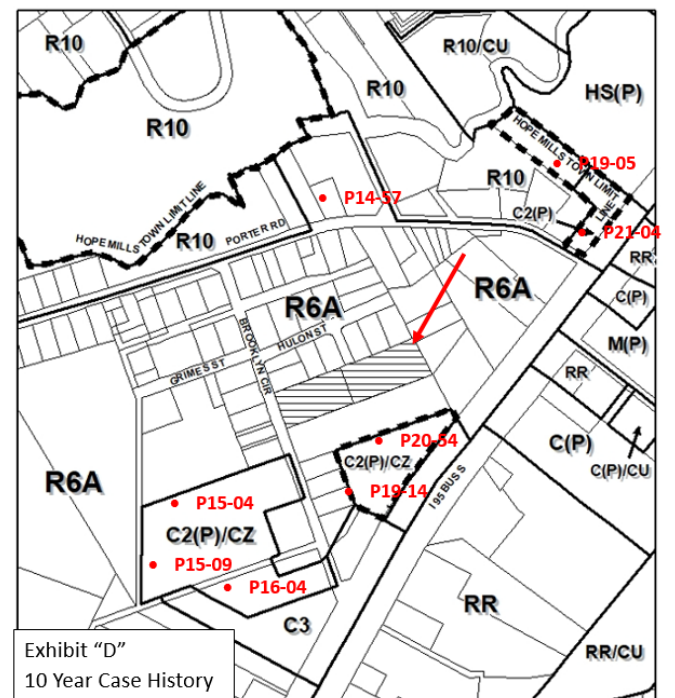 R10
R10/CU
HS(P)
R10
R10
HOPE MILLS TOWN LIMIT
LINE
P19-05
R10
P14-57
C2(P)
P21-04
HOPE MILLS TOWN LIMIT LINE
R10
PORTER RD
RR
R6A
C(P)
R6A
M(P)
BROOKLYN CIR
HULON ST
GRIMES ST
RR
P20-54
C(P)
C2(P)/CZ
C(P)/CU
R6A
P19-14
I 95 BUS S
P15-04
C2(P)/CZ
P15-09
P16-04
RR
C3
RR/CU
Exhibit “D”
10 Year Case History